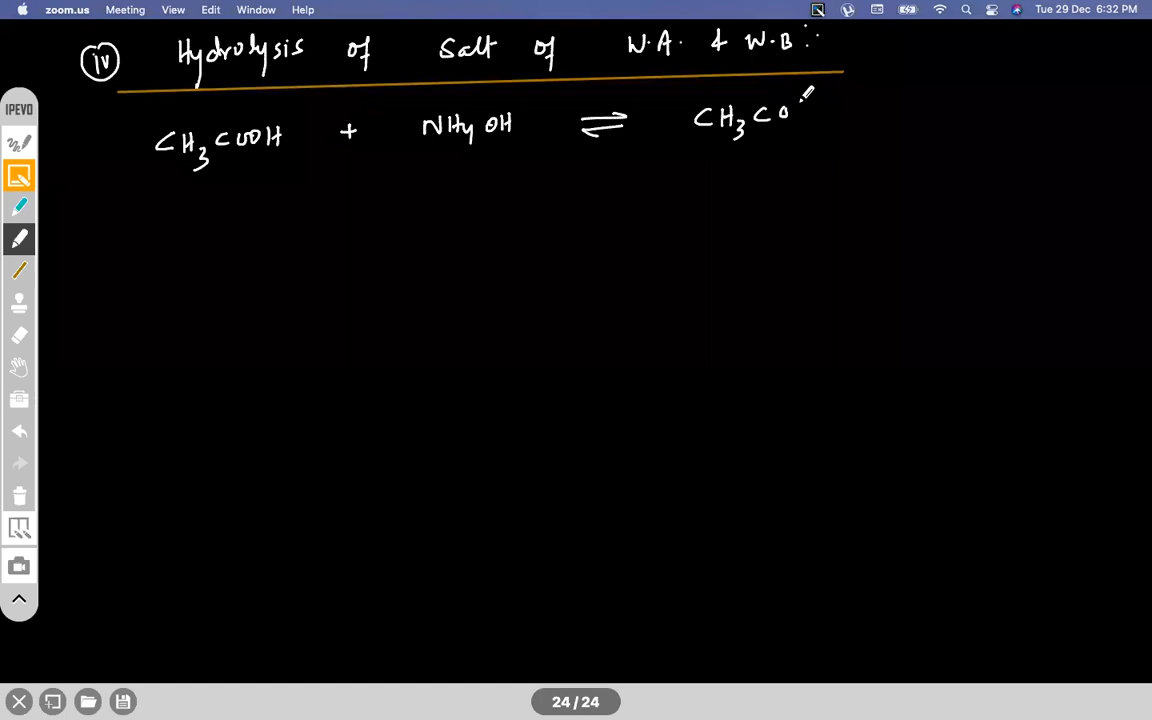 zoom.us Meeting View Edit Window Help Tue 29 Dec 6:32 PM
(iv) Hydrolysis of Salt of W.A. & W.B :
IPEVO
CH3COOH + NH4OH ⇌ CH3CO
24 / 24